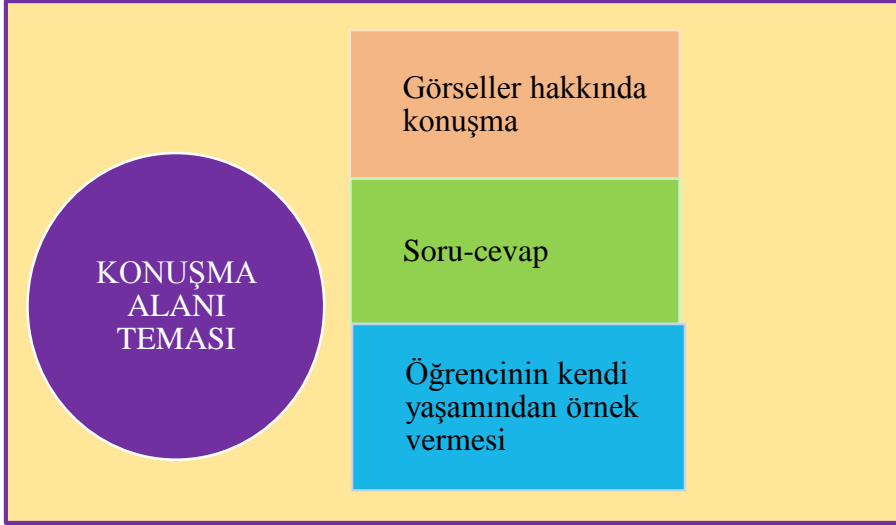 KONUŞMA
ALANI
TEMASI
Görseller hakkında
konuşma
Soru-cevap
Öğrencinin kendi
yaşamından örnek
vermesi